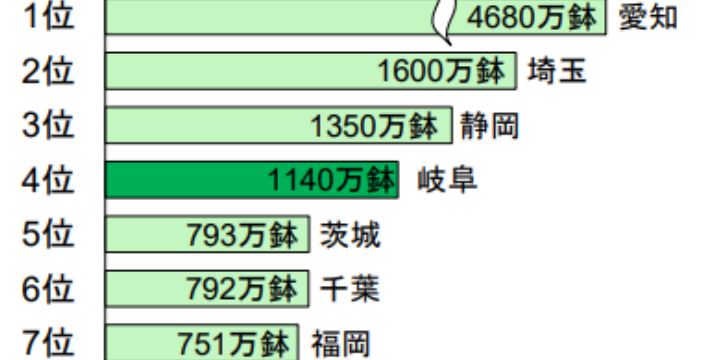 1位 4680万鉢 愛知
2位 1600万鉢 埼玉
3位 1350万鉢 静岡
4位 1140万鉢 岐阜
5位 793万鉢 茨城
6位 792万鉢 千葉
7位 751万鉢 福岡